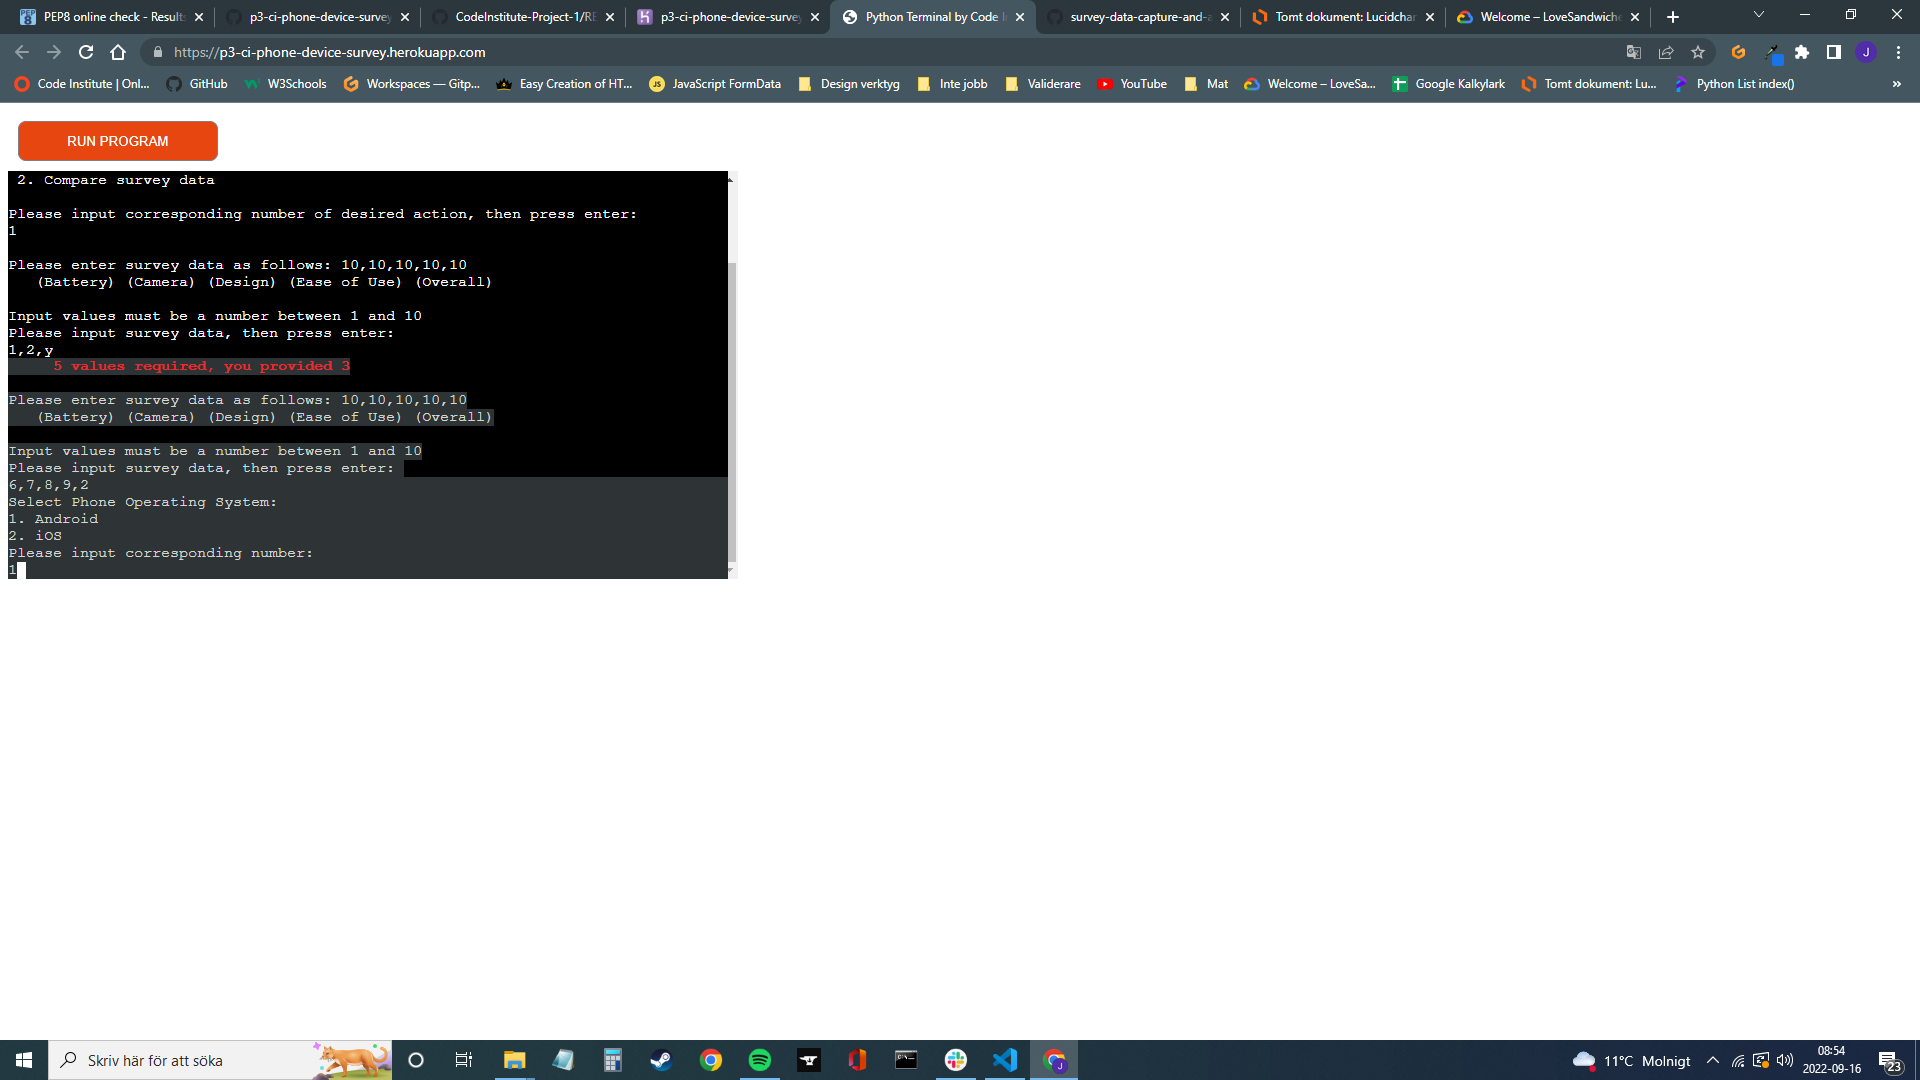 PEP8 online check - Result
p3-ci-phone-device-survey
CodeInstitute-Project-1/RE
p3-ci-phone-device-survey
Python Terminal by Code I
survey-data-capture-and-a
Tomt dokument: Lucidchar
Welcome – LoveSandwiche
https://p3-ci-phone-device-survey.herokuapp.com
J
Code Institute | Onl...
GitHub
W3Schools
Workspaces — Gitp...
Easy Creation of HT...
JS
JavaScript FormData
Design verktyg
Inte jobb
Validerare
YouTube
Mat
Welcome – LoveSa...
Google Kalkylark
Tomt dokument: Lu...
Python List index()
»
RUN PROGRAM
2. Compare survey data
Please input corresponding number of desired action, then press enter:
1
Please enter survey data as follows: 10,10,10,10,10
(Battery) (Camera) (Design) (Ease of Use) (Overall)
Input values must be a number between 1 and 10
Please input survey data, then press enter:
1,2,y
5 values required, you provided 3
Please enter survey data as follows: 10,10,10,10,10
(Battery) (Camera) (Design) (Ease of Use) (Overall)
Input values must be a number between 1 and 10
Please input survey data, then press enter:
6,7,8,9,2
Select Phone Operating System:
1. Android
2. iOS
Please input corresponding number:
1
Skriv här för att söka
11°C Molnigt
08:54
2022-09-16
23